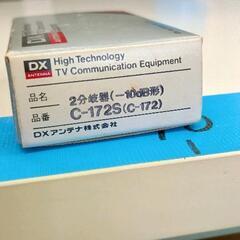 DX
ANTENNA
High Technology
TV Communication Equipment
品名 2分岐器(-10dB形)
品番 C-172S(C-172)
DXアンテナ株式会社